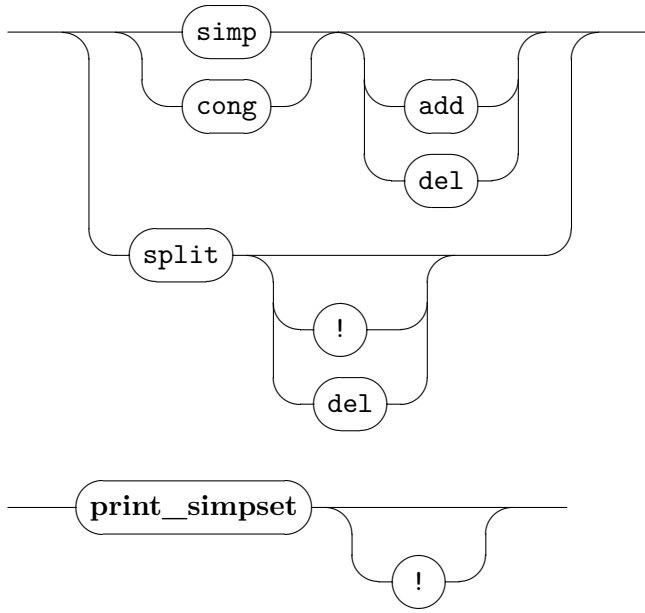 simp
cong
add
del
split
!
del
print_simpset
!